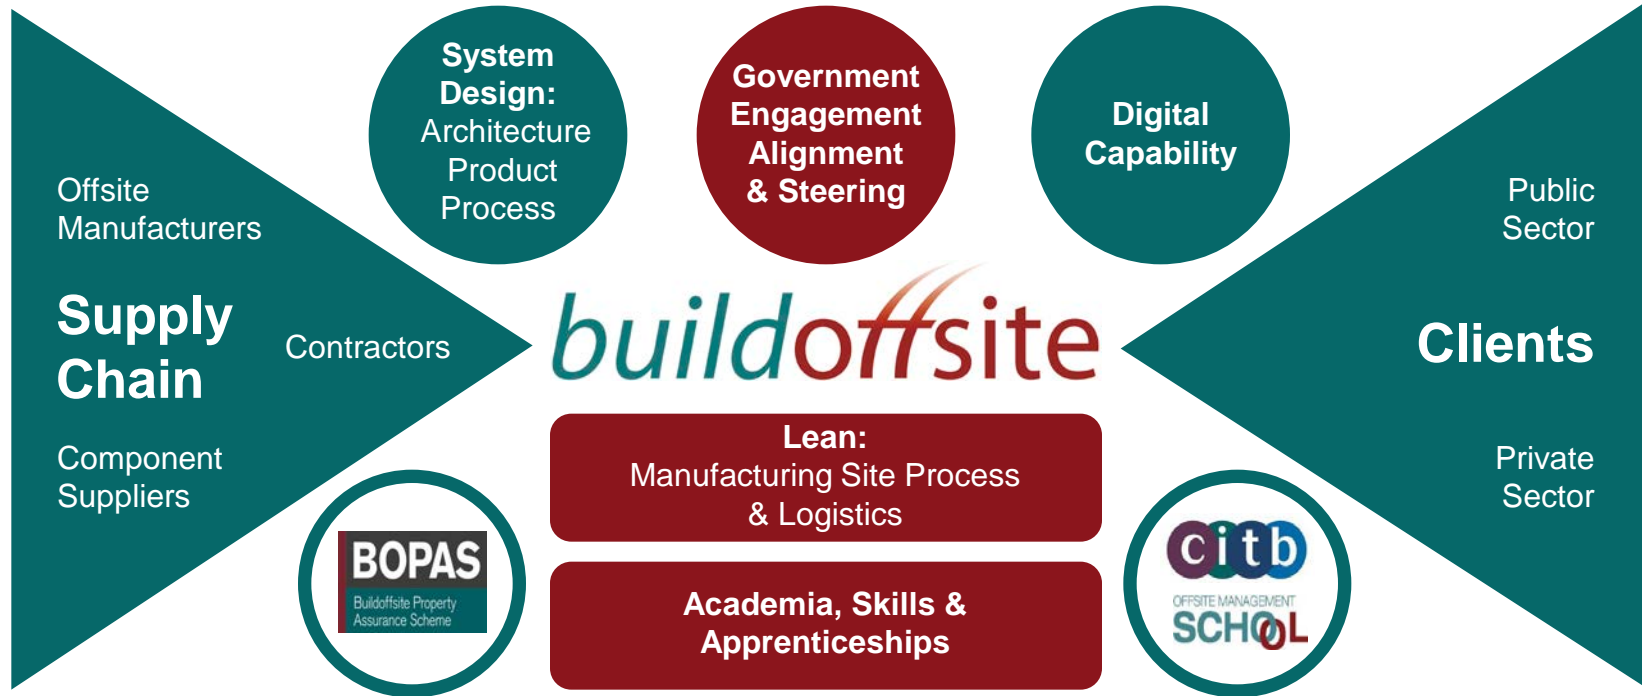 System
Design:
Architecture
Product
Process
Government
Engagement
Alignment
& Steering
Digital
Capability
Offsite
Manufacturers
Supply
Chain
Contractors
Component
Suppliers
buildoffsite
Public
Sector
Clients
Private
Sector
Lean:
Manufacturing Site Process
& Logistics
Academia, Skills &
Apprenticeships
BOPAS
Buildoffsite Property
Assurance Scheme
citb
OFFSITE MANAGEMENT
SCHOOL